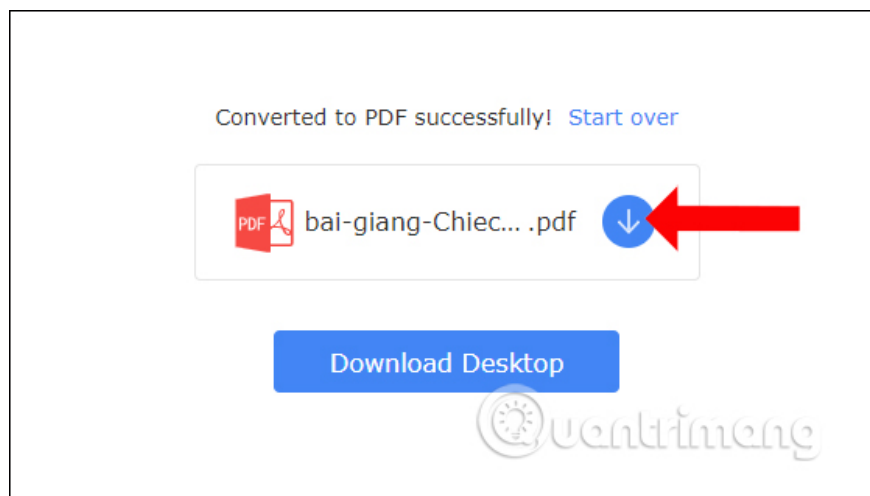 Converted to PDF successfully! Start over
PDF bai-giang-Chiec... .pdf
Download Desktop
Quantrimang